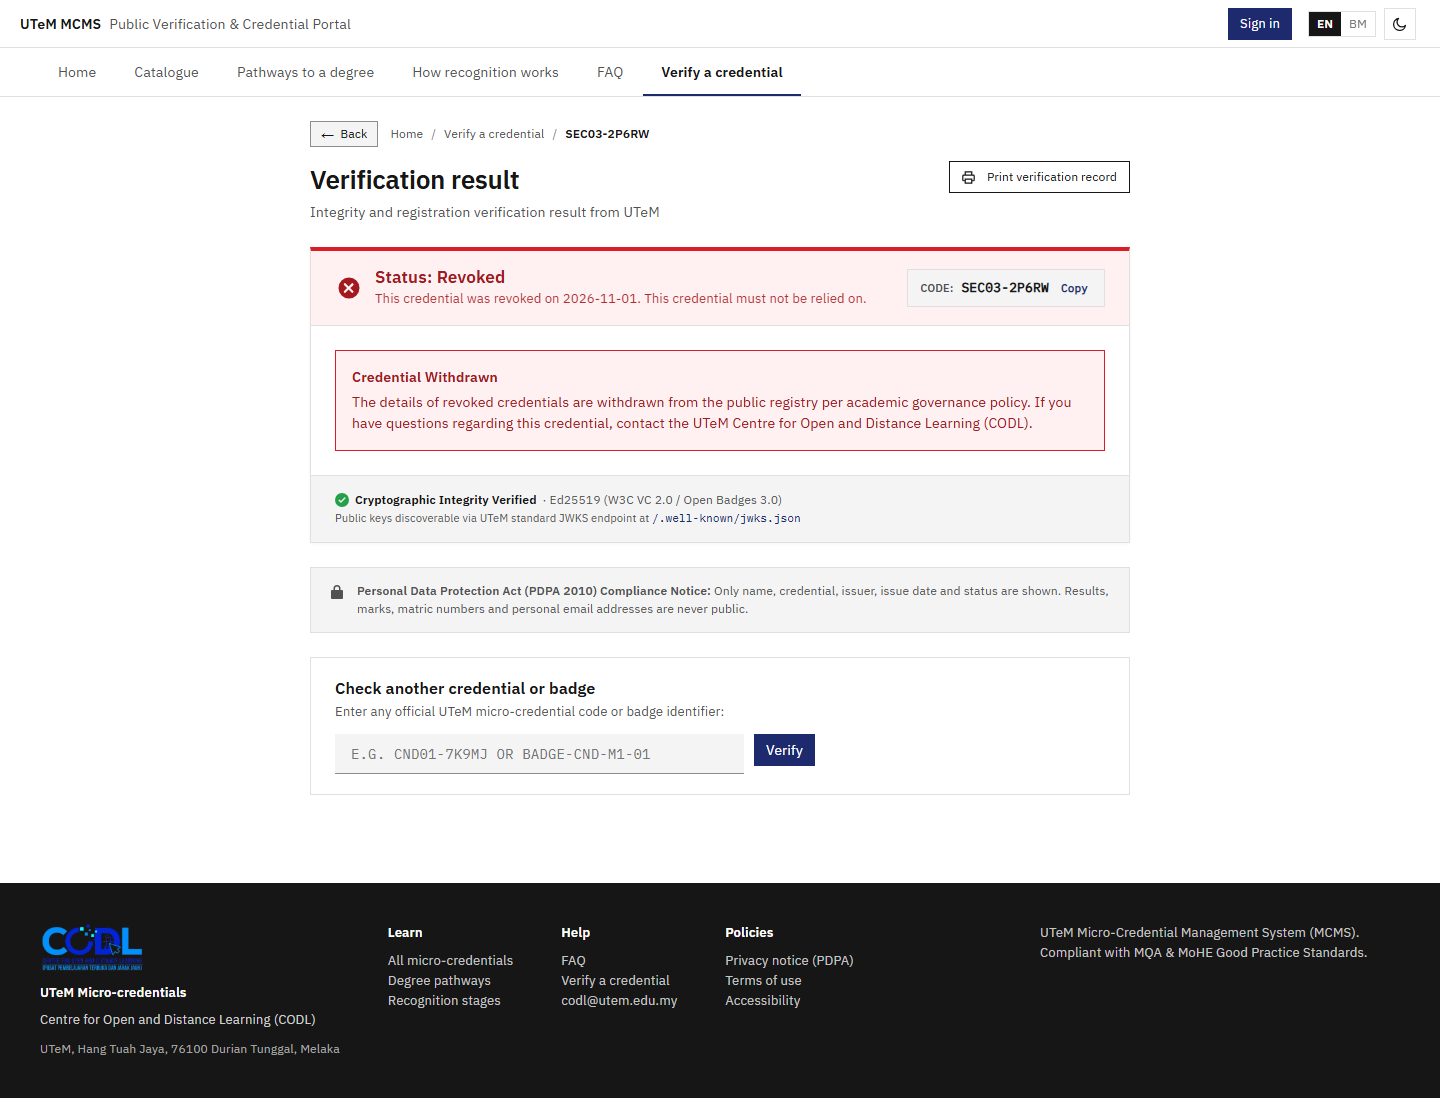 UTeM MCMS Public Verification & Credential Portal
Sign in
EN BM
Home Catalogue Pathways to a degree How recognition works FAQ Verify a credential
← Back Home / Verify a credential / SEC03-2P6RW
Verification result
Print verification record
Integrity and registration verification result from UTeM
Status: Revoked
This credential was revoked on 2026-11-01. This credential must not be relied on.
CODE: SEC03-2P6RW Copy
Credential Withdrawn
The details of revoked credentials are withdrawn from the public registry per academic governance policy. If you
have questions regarding this credential, contact the UTeM Centre for Open and Distance Learning (CODL).
Cryptographic Integrity Verified · Ed25519 (W3C VC 2.0 / Open Badges 3.0)
Public keys discoverable via UTeM standard JWKS endpoint at /.well-known/jwks.json
Personal Data Protection Act (PDPA 2010) Compliance Notice: Only name, credential, issuer, issue date and status are shown. Results,
marks, matric numbers and personal email addresses are never public.
Check another credential or badge
Enter any official UTeM micro-credential code or badge identifier:
E.G. CND01-7K9MJ OR BADGE-CND-M1-01
Verify
CODL
UTeM Micro-credentials
Centre for Open and Distance Learning (CODL)
UTeM, Hang Tuah Jaya, 76100 Durian Tunggal, Melaka
Learn
All micro-credentials
Degree pathways
Recognition stages
Help
FAQ
Verify a credential
codl@utem.edu.my
Policies
Privacy notice (PDPA)
Terms of use
Accessibility
UTeM Micro-Credential Management System (MCMS).
Compliant with MQA & MoHE Good Practice Standards.